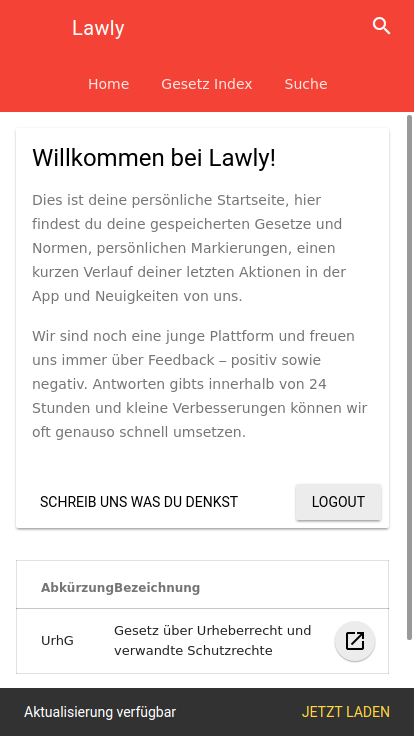 Lawly
Home Gesetz Index Suche
Willkommen bei Lawly!
Dies ist deine persönliche Startseite, hier
findest du deine gespeicherten Gesetze und
Normen, persönlichen Markierungen, einen
kurzen Verlauf deiner letzten Aktionen in der
App und Neuigkeiten von uns.
Wir sind noch eine junge Plattform und freuen
uns immer über Feedback – positiv sowie
negativ. Antworten gibts innerhalb von 24
Stunden und kleine Verbesserungen können wir
oft genauso schnell umsetzen.
SCHREIB UNS WAS DU DENKST LOGOUT
Abkürzung Bezeichnung
UrhG Gesetz über Urheberrecht und
verwandte Schutzrechte
Aktualisierung verfügbar JETZT LADEN